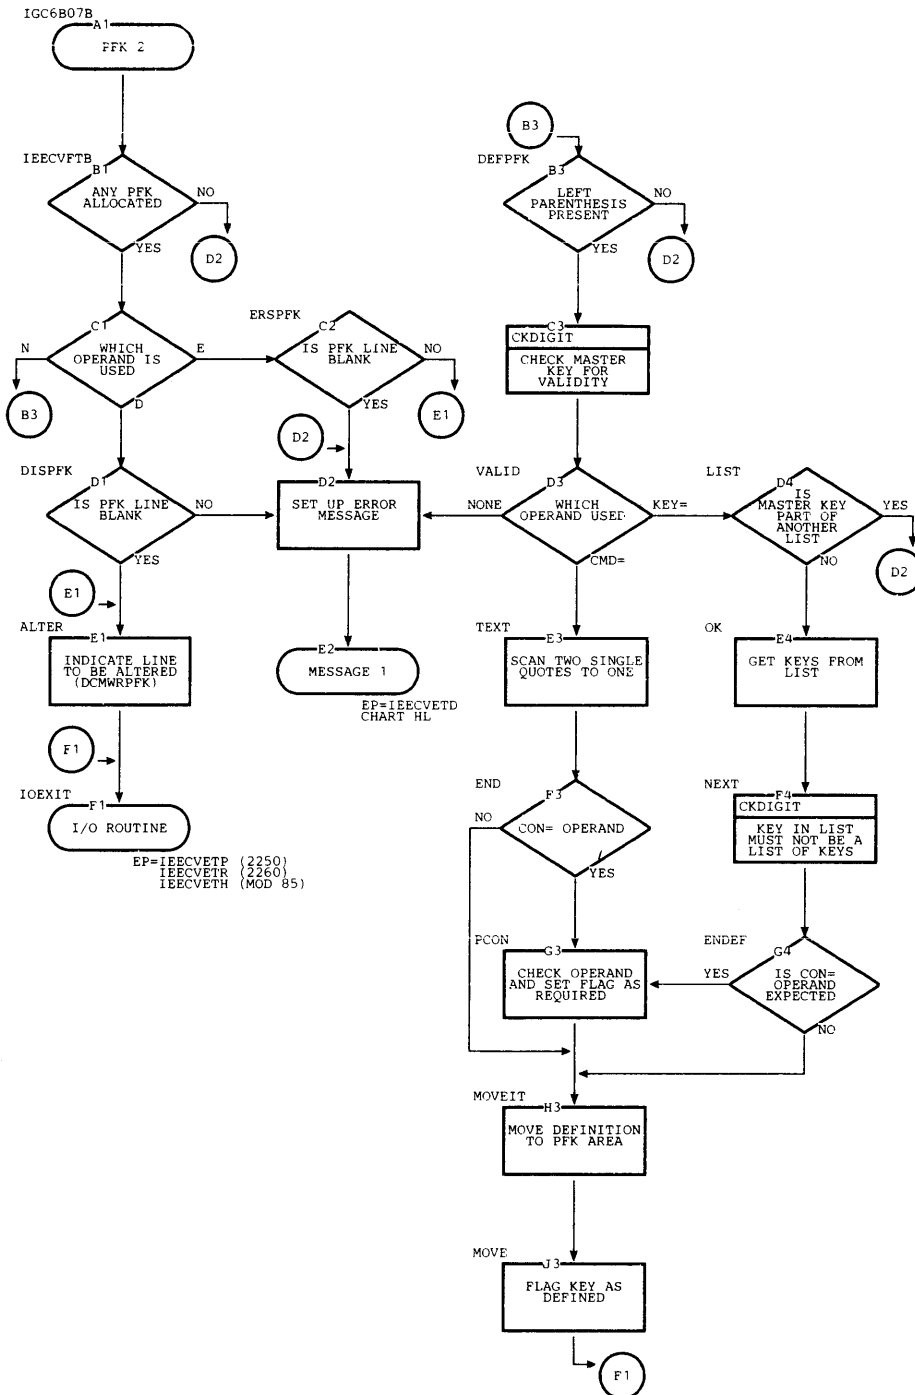 IGC6B07B
A1
PFK 2
IEECVFTB
B1
ANY PFK
ALLOCATED
NO
YES
D2
B3
DEFPFK
B3
LEFT
PARENTHESIS
PRESENT
NO
YES
D2
C1
WHICH
OPERAND IS
USED
N
E
D
B3
ERSPFK
C2
IS PFK LINE
BLANK
NO
YES
E1
D2
C3
CKDIGIT
CHECK MASTER
KEY FOR
VALIDITY
DISPFK
D1
IS PFK LINE
BLANK
NO
YES
D2
SET UP ERROR
MESSAGE
VALID
D3
WHICH
OPERAND USED
NONE
KEY=
CMD=
LIST
D4
IS
MASTER KEY
PART OF
ANOTHER
LIST
YES
NO
D2
E1
ALTER
E1
INDICATE LINE
TO BE ALTERED
(DCMWRPFK)
E2
MESSAGE 1
EP=IEECVETD
CHART HL
TEXT
E3
SCAN TWO SINGLE
QUOTES TO ONE
OK
E4
GET KEYS FROM
LIST
F1
IOEXIT
F1
I/O ROUTINE
EP=IEECVETP (2250)
IEECVETR (2260)
IEECVETH (MOD 85)
END
F3
CON= OPERAND
NO
YES
NEXT
F4
CKDIGIT
KEY IN LIST
MUST NOT BE A
LIST OF KEYS
PCON
G3
CHECK OPERAND
AND SET FLAG AS
REQUIRED
ENDEF
G4
IS CON=
OPERAND
EXPECTED
YES
NO
MOVEIT
H3
MOVE DEFINITION
TO PFK AREA
MOVE
J3
FLAG KEY AS
DEFINED
F1